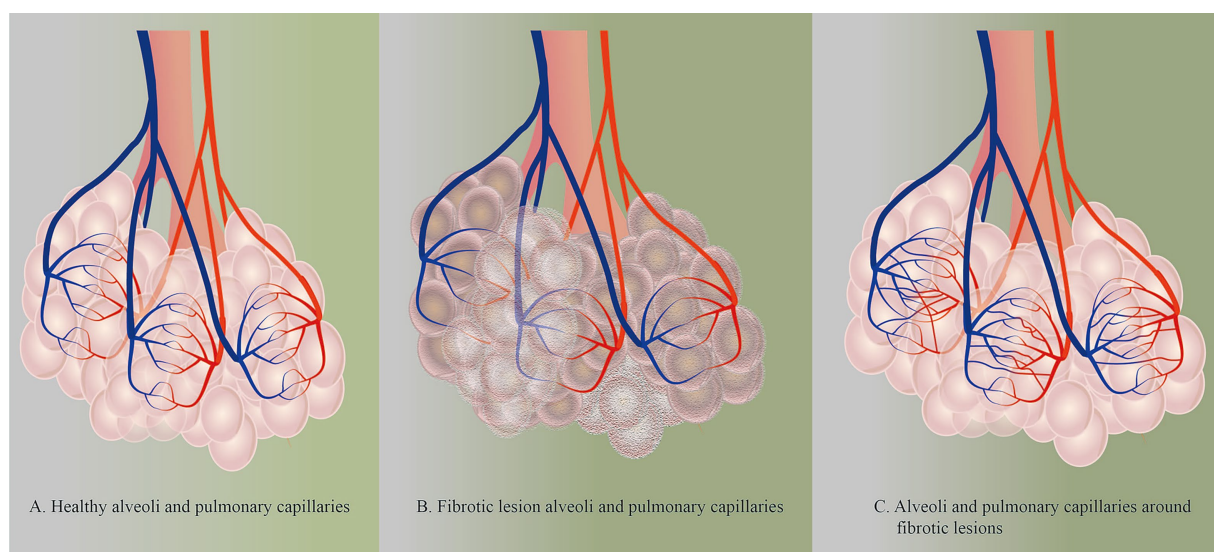 A. Healthy alveoli and pulmonary capillaries
B. Fibrotic lesion alveoli and pulmonary capillaries
C. Alveoli and pulmonary capillaries around
fibrotic lesions